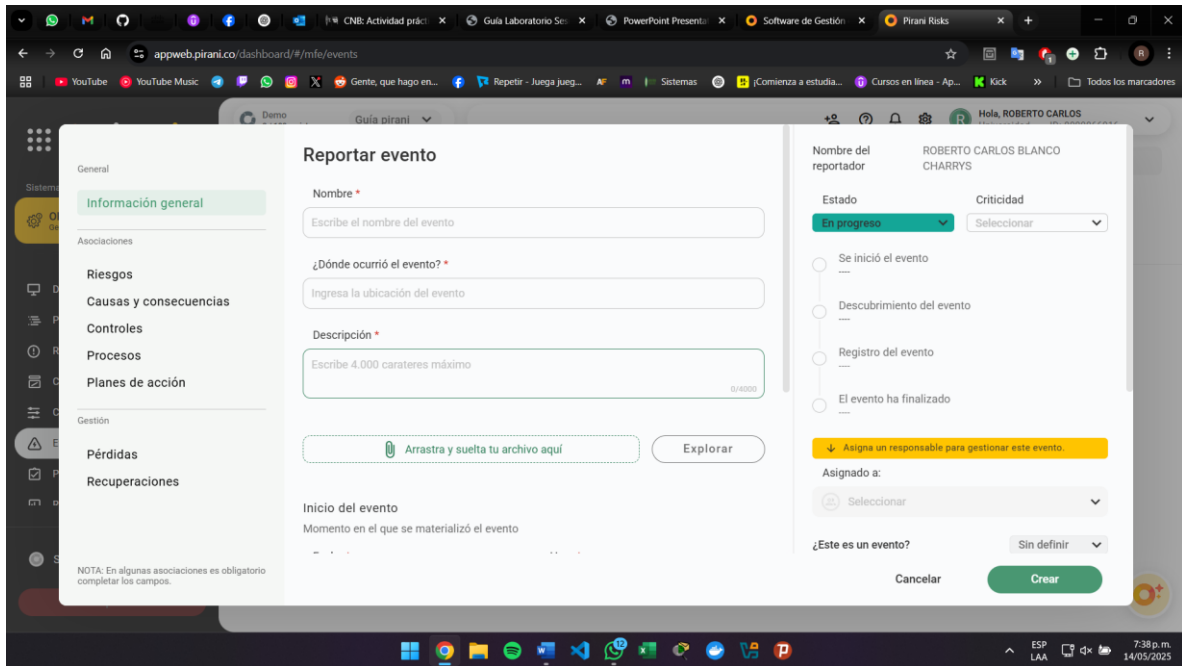 CNB: Actividad prácti
Guía Laboratorio Ses
PowerPoint Presentat
Software de Gestión
Pirani Risks
appweb.pirani.co/dashboard/#/mfe/events
R
YouTube
YouTube Music
Gente, que hago en...
Repetir - Juega jueg...
Sistemas
¡Comienza a estudia...
Cursos en línea - Ap...
Kick
Todos los marcadores
Demo
Guía pirani
R
Hola, ROBERTO CARLOS
Sistema
General
Información general
Asociaciones
Riesgos
Causas y consecuencias
Controles
Procesos
Planes de acción
Gestión
Pérdidas
Recuperaciones
NOTA: En algunas asociaciones es obligatorio
completar los campos.
Reportar evento
Nombre *
Escribe el nombre del evento
¿Dónde ocurrió el evento? *
Ingresa la ubicación del evento
Descripción *
Escribe 4.000 carateres máximo
0/4000
Arrastra y suelta tu archivo aquí
Explorar
Inicio del evento
Momento en el que se materializó el evento
Nombre del
reportador
ROBERTO CARLOS BLANCO
CHARRYS
Estado
Criticidad
En progreso
Seleccionar
Se inició el evento
Descubrimiento del evento
Registro del evento
El evento ha finalizado
Asigna un responsable para gestionar este evento.
Asignado a:
Seleccionar
¿Este es un evento?
Sin definir
Cancelar
Crear
12
ESP
LAA
7:38 p.m.
14/05/2025